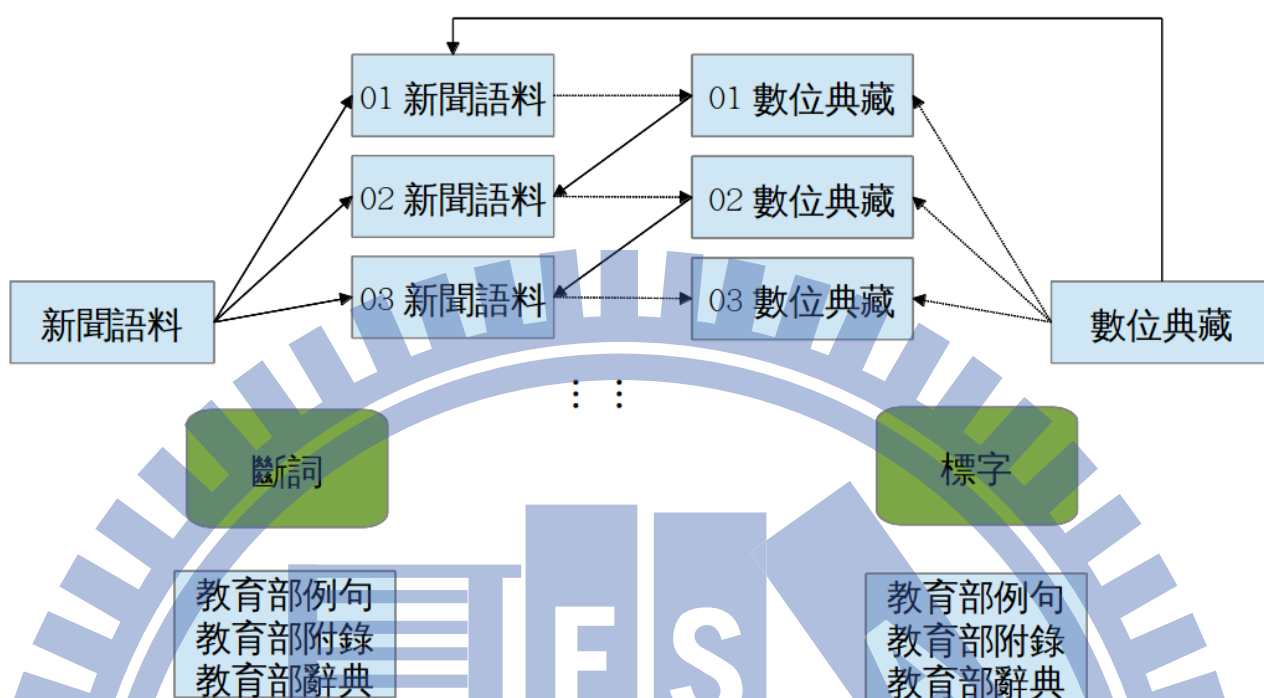 01 新聞語料
01 數位典藏
02 新聞語料
02 數位典藏
03 新聞語料
03 數位典藏
新聞語料
數位典藏
斷詞
標字
教育部例句
教育部附錄
教育部辭典
教育部例句
教育部附錄
教育部辭典
E S A